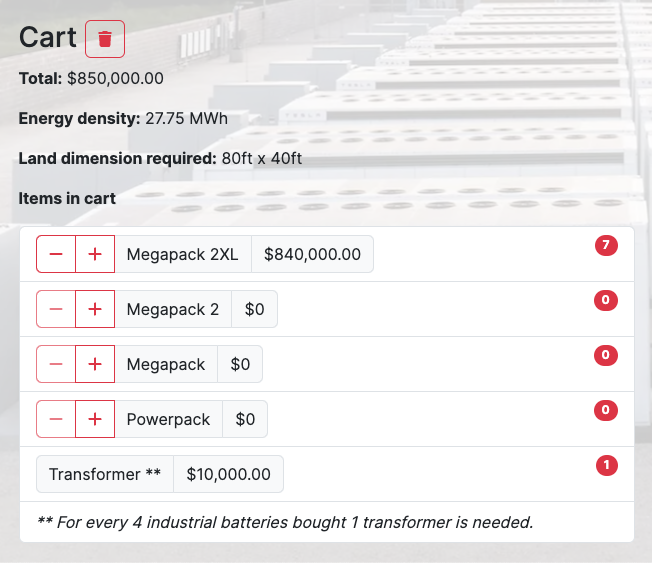 Cart
Total: $850,000.00
Energy density: 27.75 MWh
Land dimension required: 80ft x 40ft
Items in cart
− + Megapack 2XL $840,000.00 7
− + Megapack 2 $0 0
− + Megapack $0 0
− + Powerpack $0 0
Transformer ** $10,000.00 1
** For every 4 industrial batteries bought 1 transformer is needed.